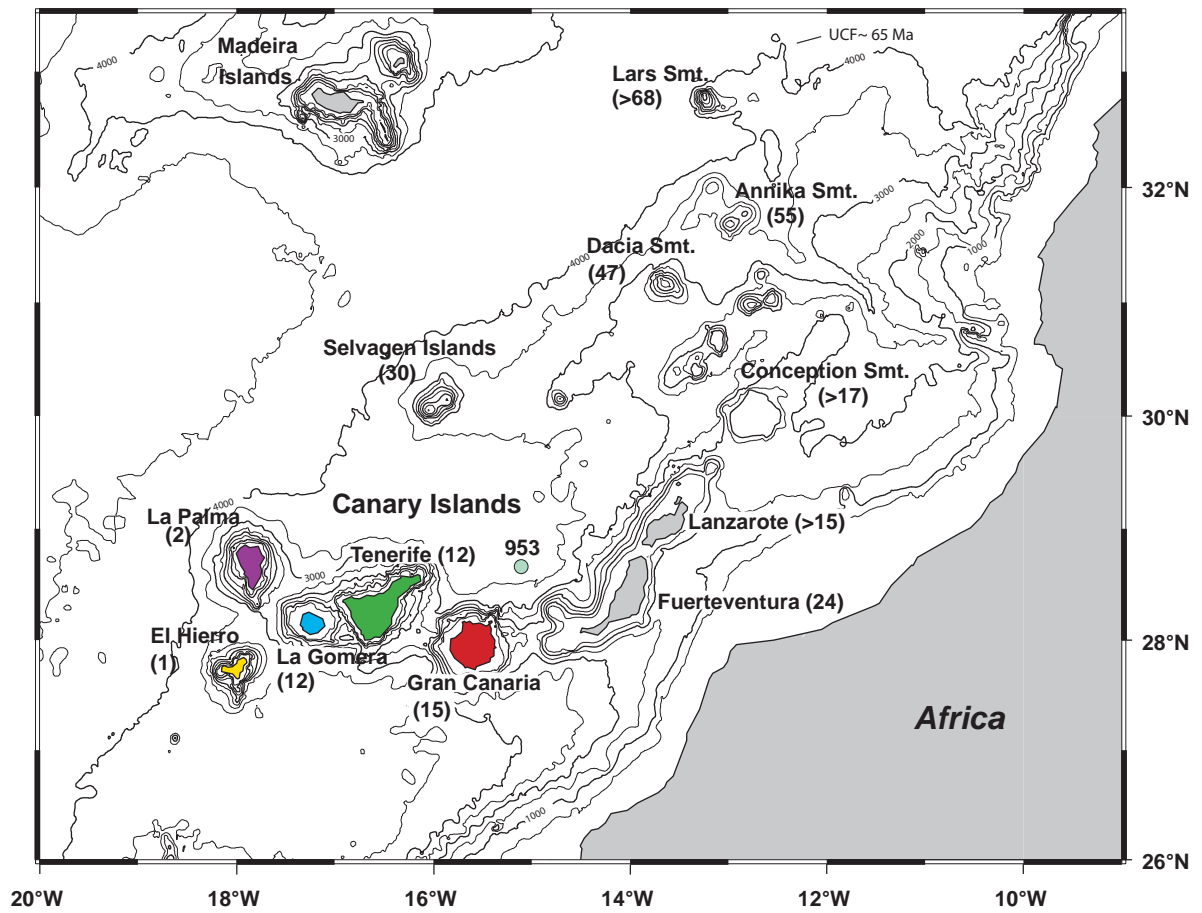 UCF~ 65 Ma
Madeira
Islands
4000
4000
Lars Smt.
(>68)
3000
32°N
Annika Smt.
(55)
3000
2000
1000
Dacia Smt.
(47)
4000
Selvagen Islands
(30)
Conception Smt.
(>17)
30°N
Canary Islands
4000
La Palma
(2)
Lanzarote (>15)
953
Tenerife (12)
3000
Fuerteventura (24)
El Hierro
(1)
28°N
La Gomera
(12)
Gran Canaria
(15)
Africa
1000
26°N
20°W
18°W
16°W
14°W
12°W
10°W